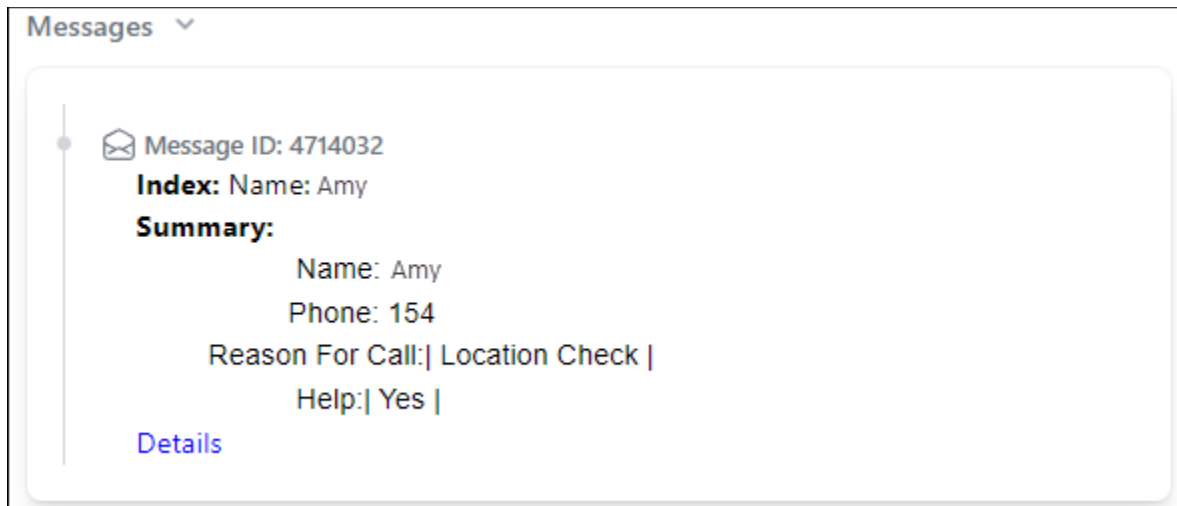 Messages
Message ID: 4714032
Index: Name: Amy
Summary:
Name: Amy
Phone: 154
Reason For Call:| Location Check |
Help:| Yes |
Details